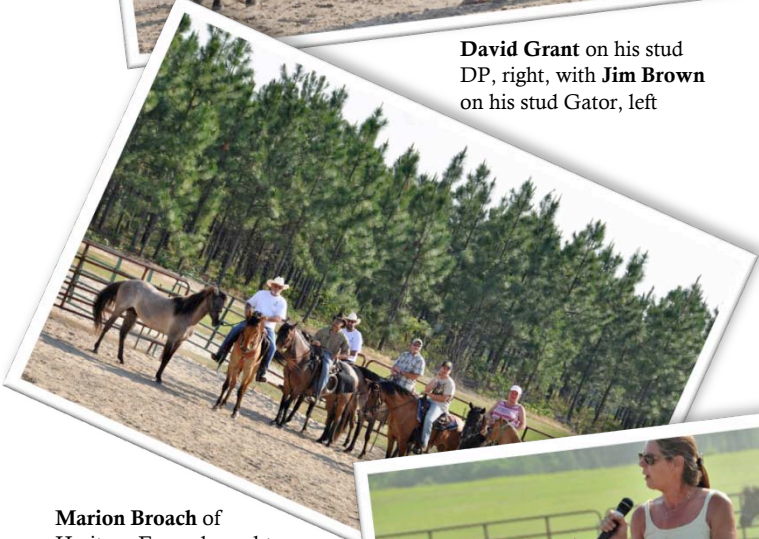 David Grant on his stud
DP, right, with Jim Brown
on his stud Gator, left
Marion Broach of